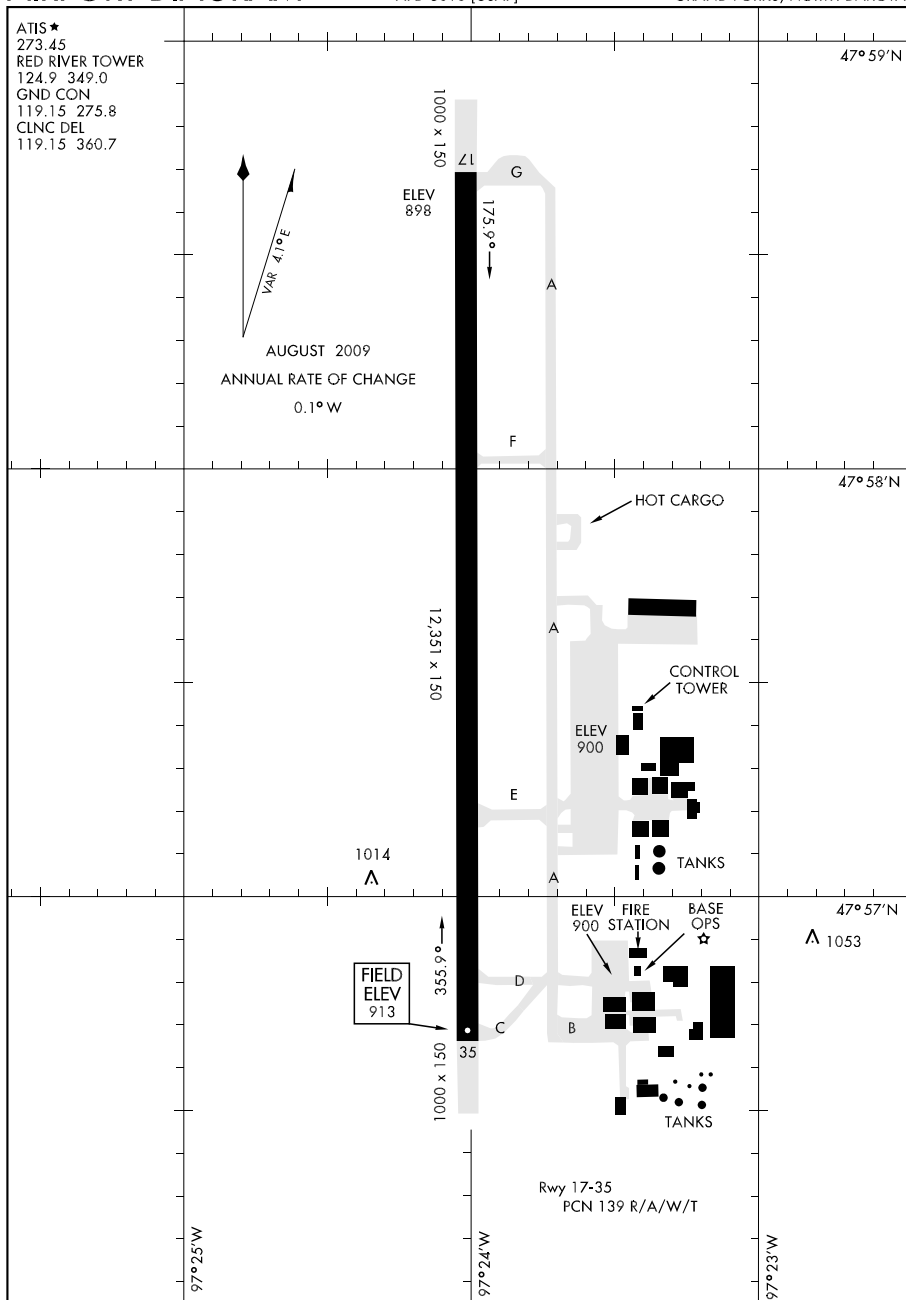 ATIS ★
273.45
RED RIVER TOWER
124.9 349.0
GND CON
119.15 275.8
CLNC DEL
119.15 360.7
47°59'N
1000 x 150
17
G
ELEV
898
175.9°
VAR 4.1° E
A
AUGUST 2009
ANNUAL RATE OF CHANGE
0.1° W
F
47°58'N
HOT CARGO
12,351 x 150
A
CONTROL
TOWER
ELEV
900
E
1014
TANKS
A
47°57'N
ELEV
900
FIRE
STATION
BASE
OPS
1053
355.9°
D
FIELD
ELEV
913
C
B
35
1000 x 150
TANKS
Rwy 17-35
PCN 139 R/A/W/T
97°25'W
97°24'W
97°23'W